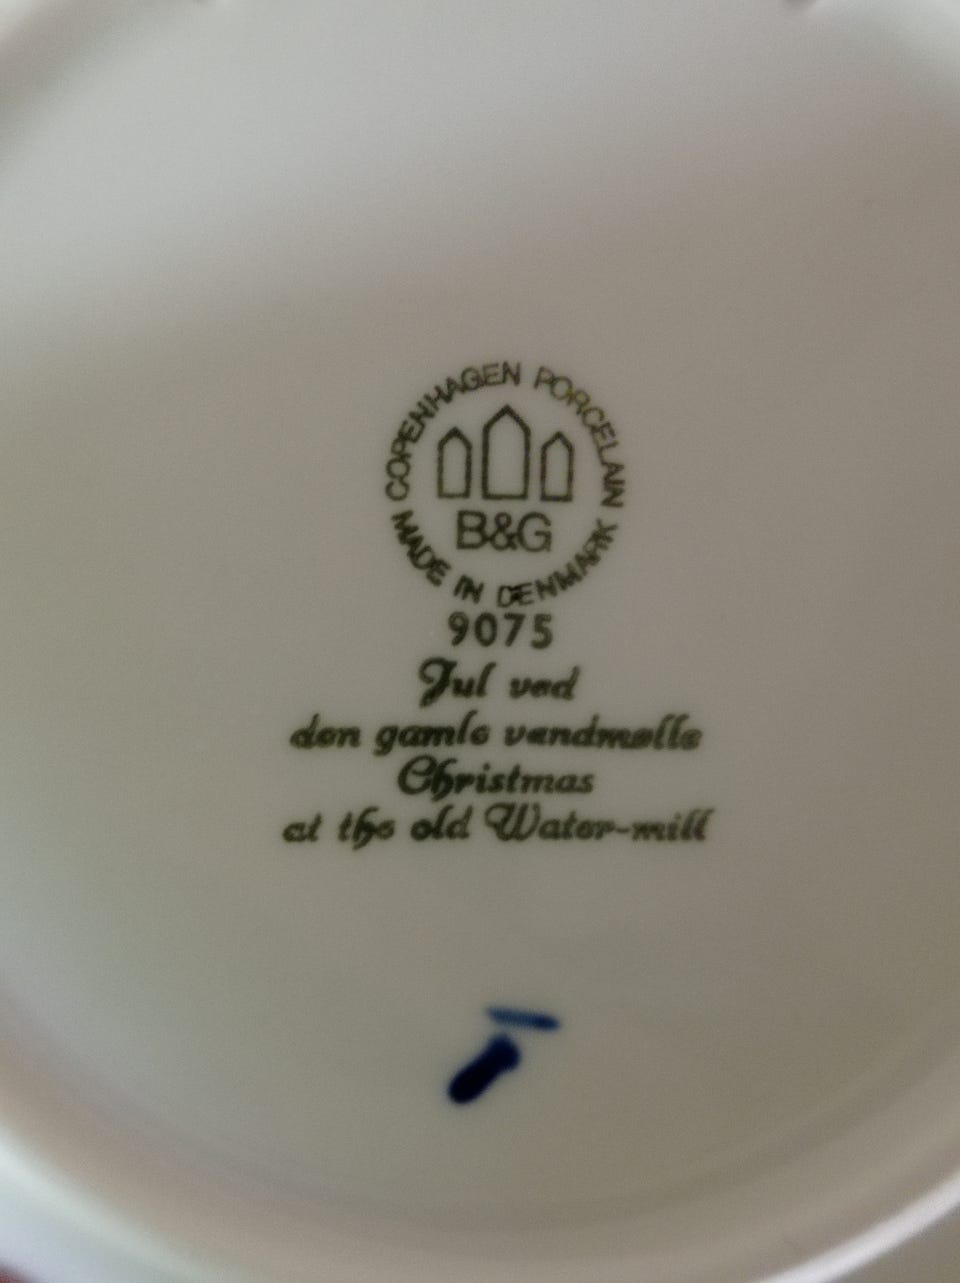 COPENHAGEN PORCELAIN
B&G
MADE IN DENMARK
9075
Jul ved
den gamle vandmølle
Christmas
at the old Water-mill